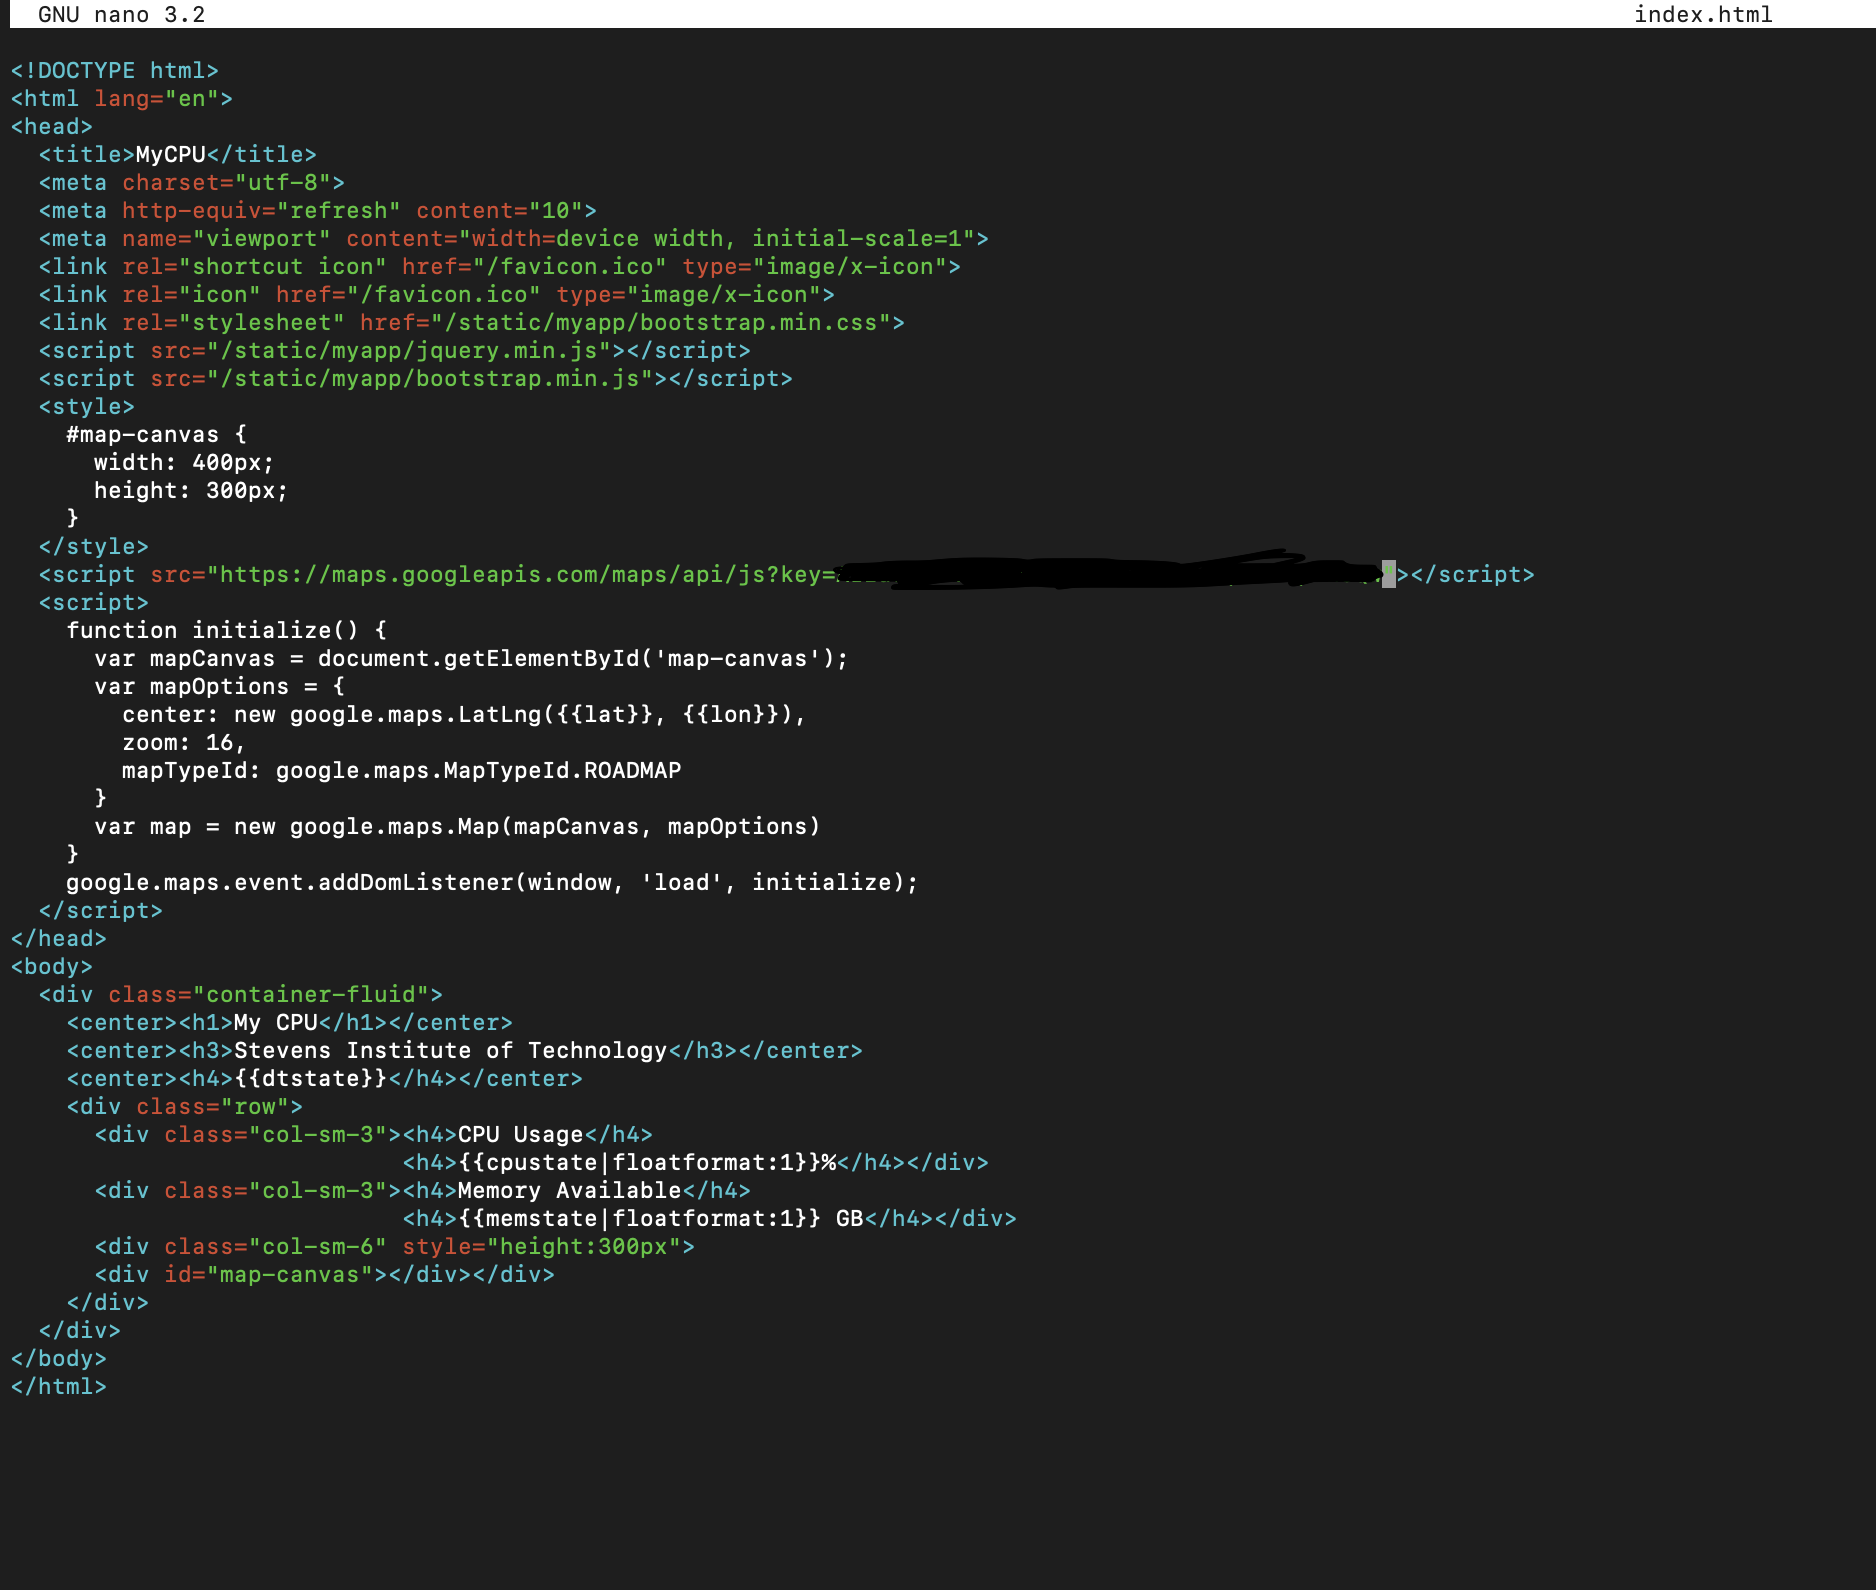 GNU nano 3.2 index.html
<!DOCTYPE html>
<html lang="en">
<head>
  <title>MyCPU</title>
  <meta charset="utf-8">
  <meta http-equiv="refresh" content="10">
  <meta name="viewport" content="width=device width, initial-scale=1">
  <link rel="shortcut icon" href="/favicon.ico" type="image/x-icon">
  <link rel="icon" href="/favicon.ico" type="image/x-icon">
  <link rel="stylesheet" href="/static/myapp/bootstrap.min.css">
  <script src="/static/myapp/jquery.min.js"></script>
  <script src="/static/myapp/bootstrap.min.js"></script>
  <style>
    #map-canvas {
      width: 400px;
      height: 300px;
    }
  </style>
  <script src="https://maps.googleapis.com/maps/api/js?key="></script>
  <script>
    function initialize() {
      var mapCanvas = document.getElementById('map-canvas');
      var mapOptions = {
        center: new google.maps.LatLng({{lat}}, {{lon}}),
        zoom: 16,
        mapTypeId: google.maps.MapTypeId.ROADMAP
      }
      var map = new google.maps.Map(mapCanvas, mapOptions)
    }
    google.maps.event.addDomListener(window, 'load', initialize);
  </script>
</head>
<body>
  <div class="container-fluid">
    <center><h1>My CPU</h1></center>
    <center><h3>Stevens Institute of Technology</h3></center>
    <center><h4>{{dtstate}}</h4></center>
    <div class="row">
      <div class="col-sm-3"><h4>CPU Usage</h4>
                            <h4>{{cpustate|floatformat:1}}%</h4></div>
      <div class="col-sm-3"><h4>Memory Available</h4>
                            <h4>{{memstate|floatformat:1}} GB</h4></div>
      <div class="col-sm-6" style="height:300px">
      <div id="map-canvas"></div></div>
    </div>
  </div>
</body>
</html>